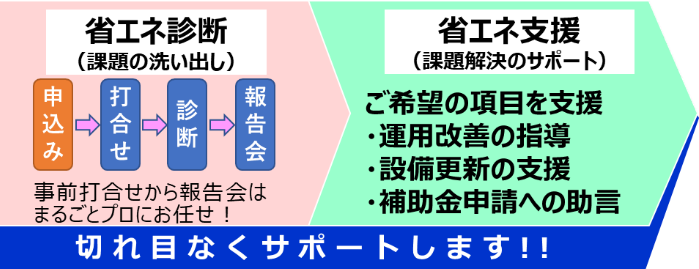 省エネ診断
（課題の洗い出し）
申込み
打合せ
診断
報告会
事前打合せから報告会は
まるごとプロにお任せ！
省エネ支援
（課題解決のサポート）
ご希望の項目を支援
・運用改善の指導
・設備更新の支援
・補助金申請への助言
切れ目なくサポートします!!